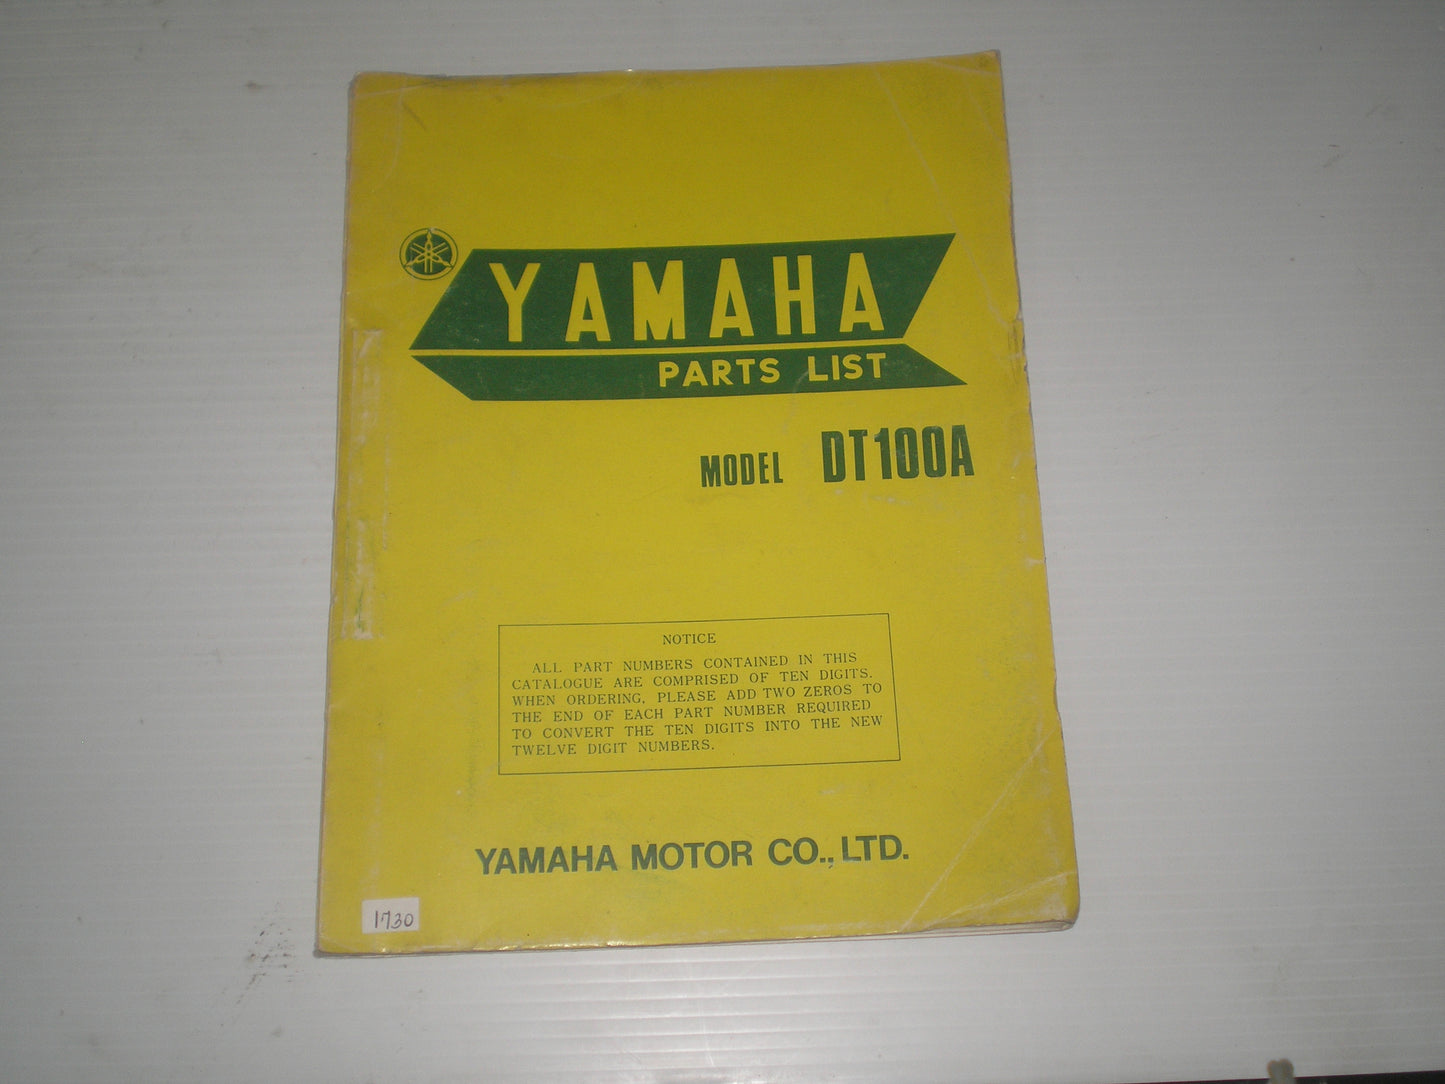 YAMAHA
PARTS LIST
MODEL DT100A
NOTICE
ALL PART NUMBERS CONTAINED IN THIS
CATALOGUE ARE COMPRISED OF TEN DIGITS.
WHEN ORDERING, PLEASE ADD TWO ZEROS TO
THE END OF EACH PART NUMBER REQUIRED
TO CONVERT THE TEN DIGITS INTO THE NEW
TWELVE DIGIT NUMBERS.
YAMAHA MOTOR CO., LTD.
1730